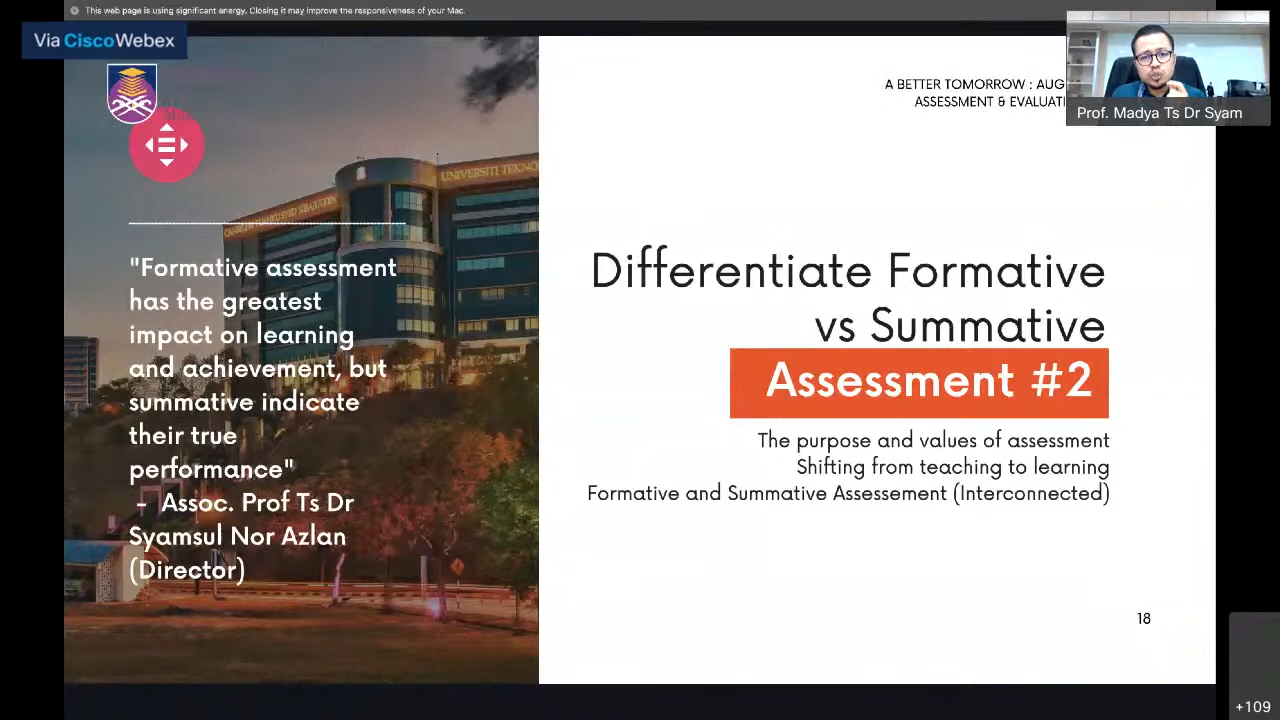 This web page is using significant energy. Closing it may improve the responsiveness of your Mac.
Via CiscoWebex
A BETTER TOMORROW : AUG
ASSESSMENT & EVALUATI
Prof. Madya Ts Dr Syam
UNIVERSITI TEKNO
"Formative assessment
has the greatest
impact on learning
and achievement, but
summative indicate
their true
performance"
- Assoc. Prof Ts Dr
Syamsul Nor Azlan
(Director)
Differentiate Formative
vs Summative
Assessment #2
The purpose and values of assessment
Shifting from teaching to learning
Formative and Summative Assessement (Interconnected)
18
+109